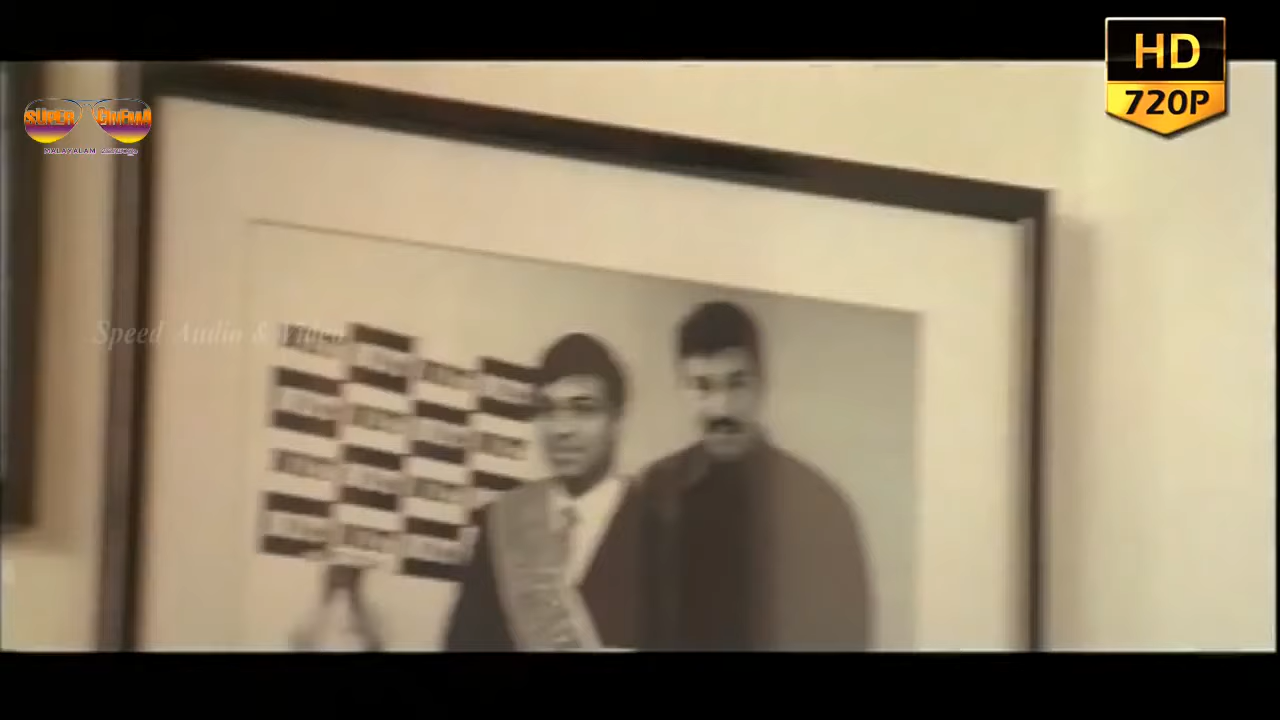 HD
720P
SUPER CINEMA
MALAYALAM
Speed Audio & Video